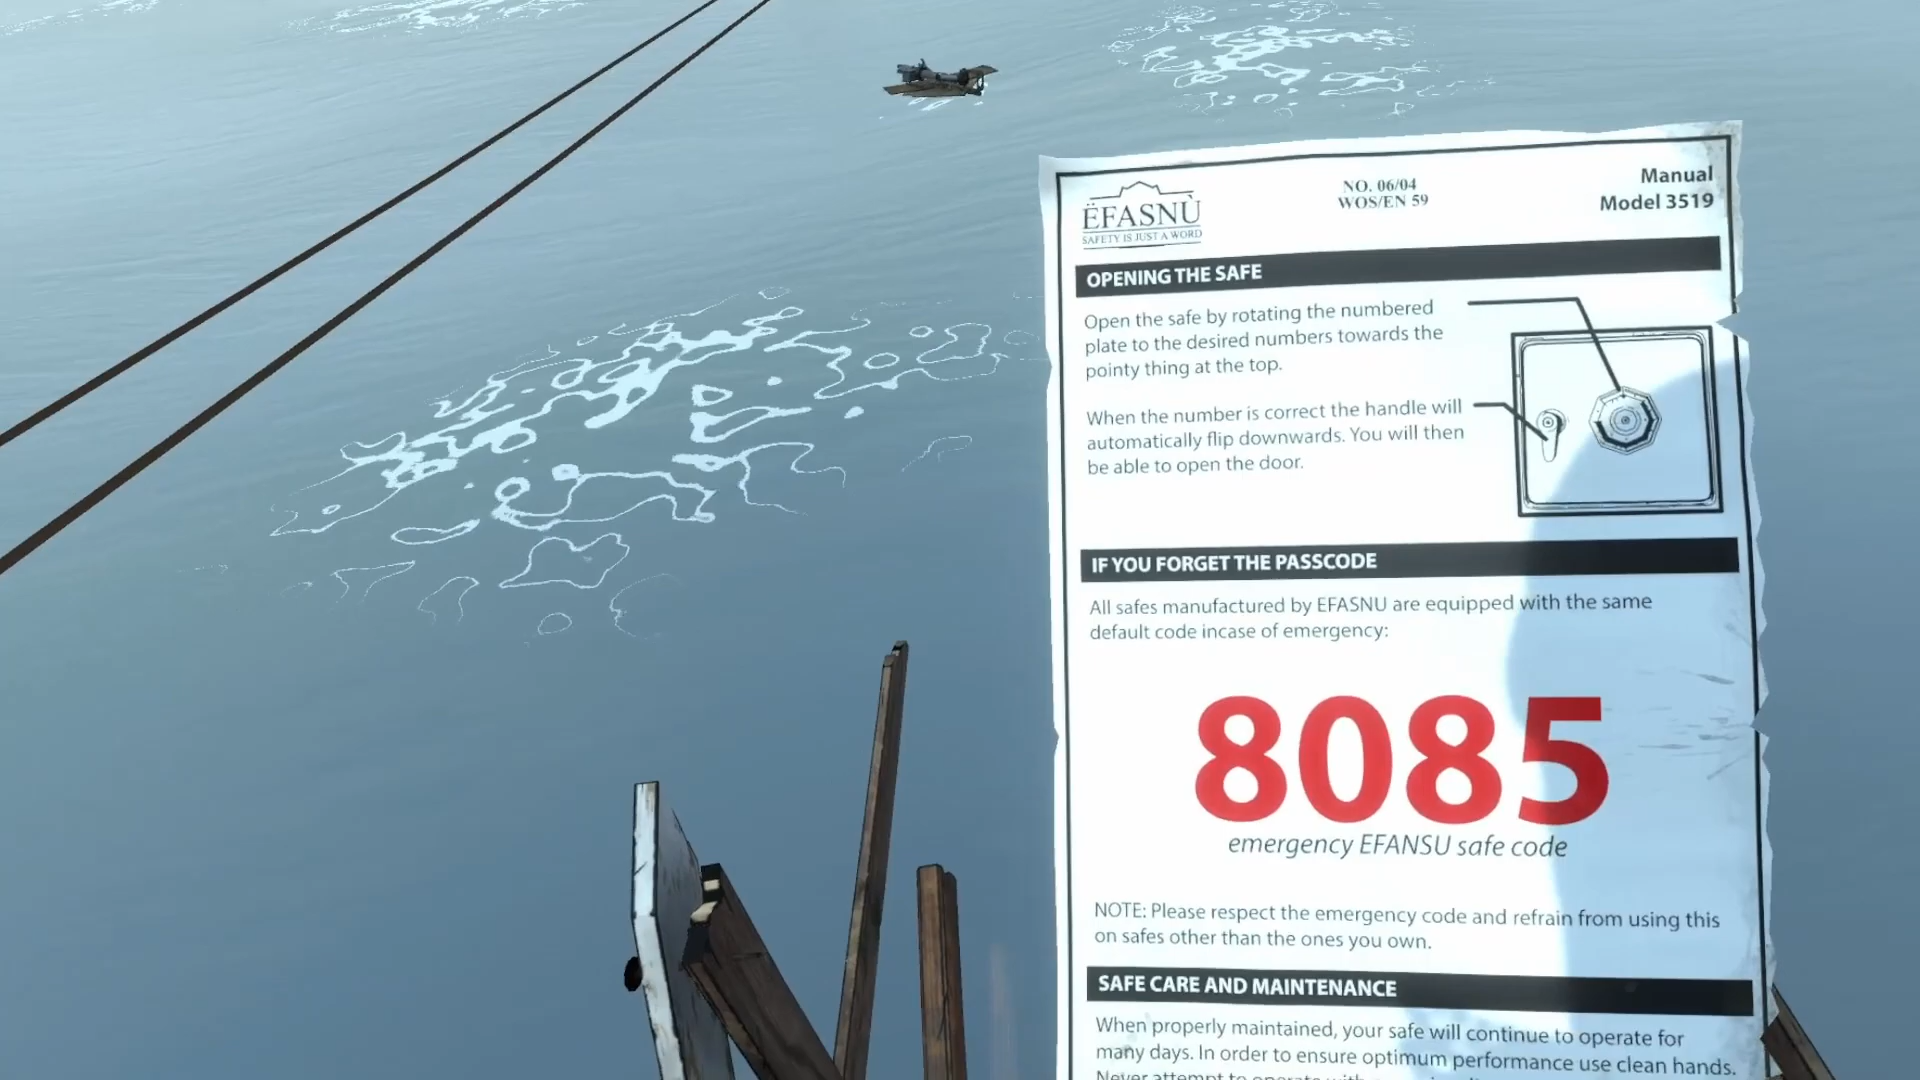 ËFASNÙ
SAFETY IS JUST A WORD
NO. 06/04
WOS/EN 59
Manual
Model 3519
OPENING THE SAFE
Open the safe by rotating the numbered
plate to the desired numbers towards the
pointy thing at the top.
When the number is correct the handle will
automatically flip downwards. You will then
be able to open the door.
IF YOU FORGET THE PASSCODE
All safes manufactured by EFASNU are equipped with the same
default code incase of emergency:
8085
emergency EFANSU safe code
NOTE: Please respect the emergency code and refrain from using this
on safes other than the ones you own.
SAFE CARE AND MAINTENANCE
When properly maintained, your safe will continue to operate for
many days. In order to ensure optimum performance use clean hands.
Never attempt to operate with